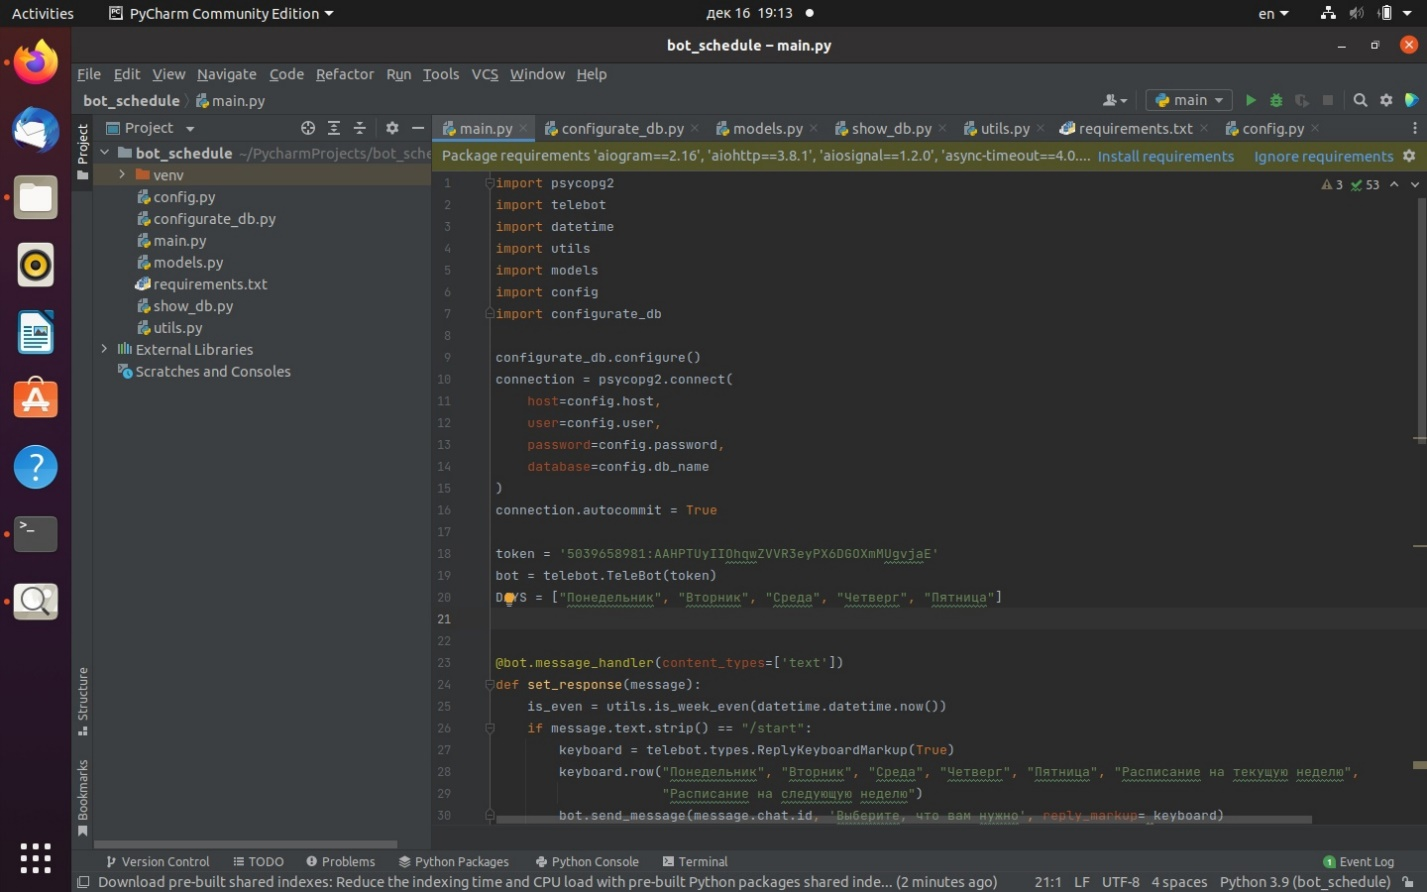 Activities
PyCharm Community Edition
дек 16 19:13
en
bot_schedule – main.py
File Edit View Navigate Code Refactor Run Tools VCS Window Help
bot_schedule main.py
main
Project
Project
main.py
configurate_db.py
models.py
show_db.py
utils.py
requirements.txt
config.py
bot_schedule ~/PycharmProjects/bot_sche
venv
config.py
configurate_db.py
main.py
models.py
requirements.txt
show_db.py
utils.py
External Libraries
Scratches and Consoles
Structure
Bookmarks
Package requirements 'aiogram==2.16', 'aiohttp==3.8.1', 'aiosignal==1.2.0', 'async-timeout==4.0.... Install requirements Ignore requirements
3 53
1 import psycopg2
2 import telebot
3 import datetime
4 import utils
5 import models
6 import config
7 import configurate_db
8
9 configurate_db.configure()
10 connection = psycopg2.connect(
11 host=config.host,
12 user=config.user,
13 password=config.password,
14 database=config.db_name
15 )
16 connection.autocommit = True
17
18 token = '5039658981:AAHPTUyIIOhqwZVVR3eyPX6DGOXmMUgvjaE'
19 bot = telebot.TeleBot(token)
20 DAYS = ["Понедельник", "Вторник", "Среда", "Четверг", "Пятница"]
21
22
23 @bot.message_handler(content_types=['text'])
24 def set_response(message):
25 is_even = utils.is_week_even(datetime.datetime.now())
26 if message.text.strip() == "/start":
27 keyboard = telebot.types.ReplyKeyboardMarkup(True)
28 keyboard.row("Понедельник", "Вторник", "Среда", "Четверг", "Пятница", "Расписание на текущую неделю",
29 "Расписание на следующую неделю")
30 bot.send_message(message.chat.id, 'Выберите, что вам нужно', reply_markup= keyboard)
Version Control TODO Problems Python Packages Python Console Terminal
1 Event Log
Download pre-built shared indexes: Reduce the indexing time and CPU load with pre-built Python packages shared inde... (2 minutes ago)
21:1 LF UTF-8 4 spaces Python 3.9 (bot_schedule)